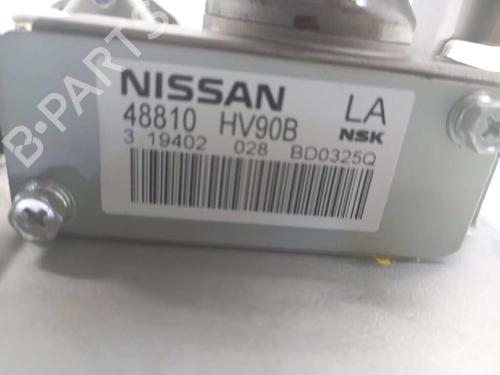 NISSAN LA
48810 HV90B NSK
3 19402 028 BD0325Q
B-PARTS